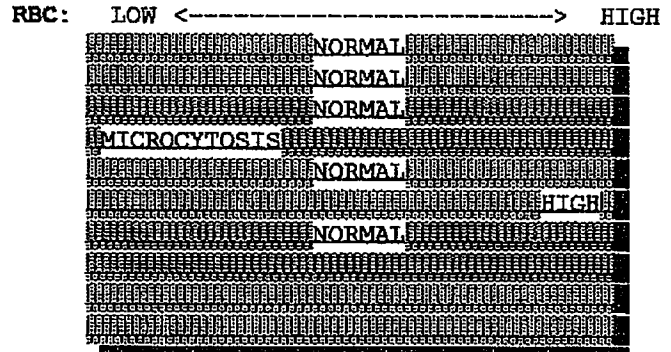 RBC: LOW <-------------------------> HIGH
NORMAL
NORMAL
NORMAL
MICROCYTOSIS
NORMAL
HIGH
NORMAL